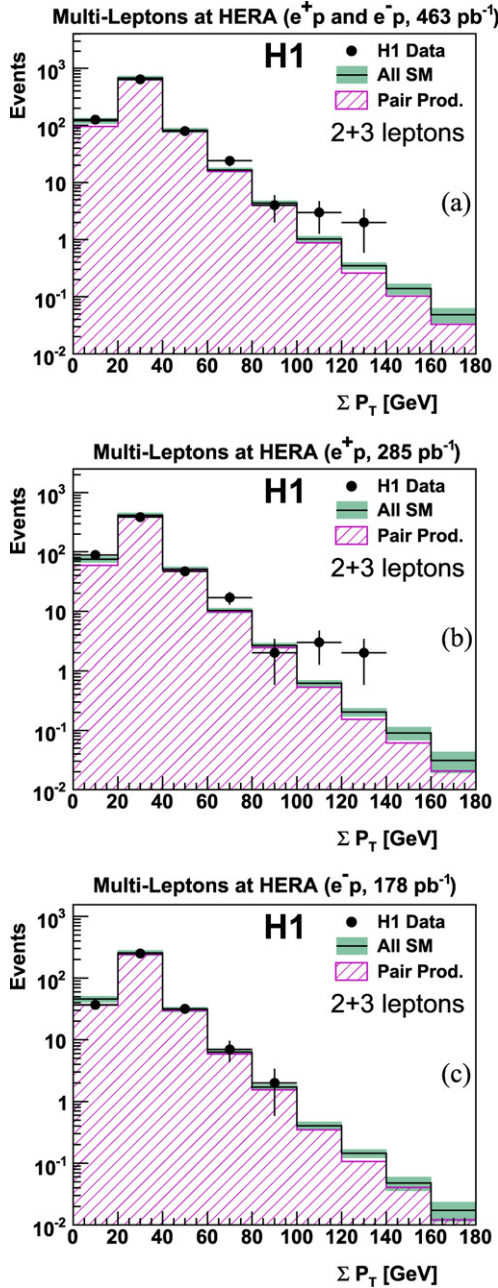 Multi-Leptons at HERA (e⁺p and e⁻p, 463 pb⁻¹)
Events
H1
H1 Data
All SM
Pair Prod.
2+3 leptons
(a)
10³
10²
10
1
10⁻¹
10⁻²
0 20 40 60 80 100 120 140 160 180
Σ P_T [GeV]
Multi-Leptons at HERA (e⁺p, 285 pb⁻¹)
Events
H1
H1 Data
All SM
Pair Prod.
2+3 leptons
(b)
10³
10²
10
1
10⁻¹
10⁻²
0 20 40 60 80 100 120 140 160 180
Σ P_T [GeV]
Multi-Leptons at HERA (e⁻p, 178 pb⁻¹)
Events
H1
H1 Data
All SM
Pair Prod.
2+3 leptons
(c)
10³
10²
10
1
10⁻¹
10⁻²
0 20 40 60 80 100 120 140 160 180
Σ P_T [GeV]